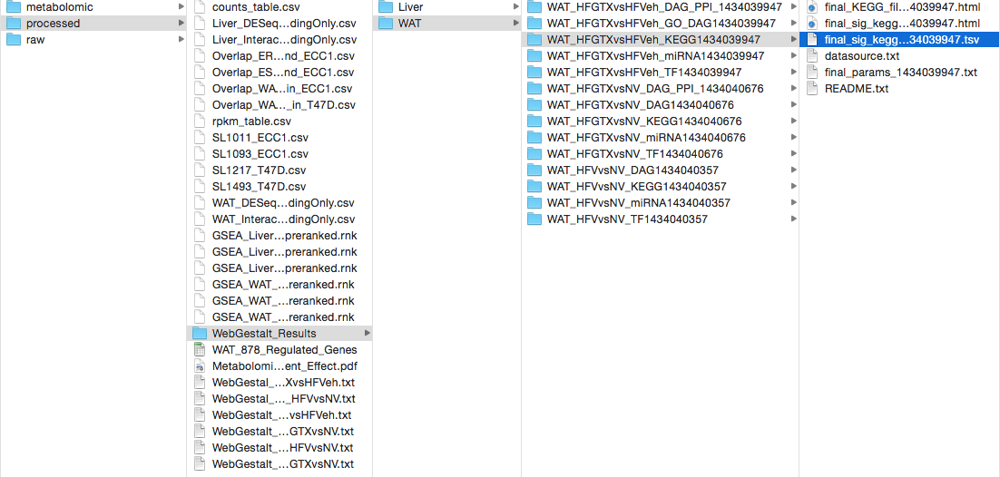 metabolomic
processed
raw
counts_table.csv
Liver_DESeq...dingOnly.csv
Liver_Interac...dingOnly.csv
Overlap_ER...nd_ECC1.csv
Overlap_ES...nd_ECC1.csv
Overlap_WA..._in_ECC1.csv
Overlap_WA..._in_T47D.csv
rpkm_table.csv
SL1011_ECC1.csv
SL1093_ECC1.csv
SL1217_T47D.csv
SL1493_T47D.csv
WAT_DESeq...dingOnly.csv
WAT_Interac...dingOnly.csv
GSEA_Liver...preranked.rnk
GSEA_Liver...preranked.rnk
GSEA_Liver...preranked.rnk
GSEA_WAT_...reranked.rnk
GSEA_WAT_...reranked.rnk
GSEA_WAT_...reranked.rnk
WebGestalt_Results
WAT_878_Regulated_Genes
Metabolomi...ent_Effect.pdf
WebGestal_...XvsHFVeh.txt
WebGestal_..._HFVvsNV.txt
WebGestalt_...vsHFVeh.txt
WebGestalt_...GTXvsNV.txt
WebGestalt_...HFVvsNV.txt
WebGestalt_...GTXvsNV.txt
Liver
WAT
WAT_HFGTXvsHFVeh_DAG_PPI_1434039947
WAT_HFGTXvsHFVeh_GO_DAG1434039947
WAT_HFGTXvsHFVeh_KEGG1434039947
WAT_HFGTXvsHFVeh_miRNA1434039947
WAT_HFGTXvsHFVeh_TF1434039947
WAT_HFGTXvsNV_DAG_PPI_1434040676
WAT_HFGTXvsNV_DAG1434040676
WAT_HFGTXvsNV_KEGG1434040676
WAT_HFGTXvsNV_miRNA1434040676
WAT_HFGTXvsNV_TF1434040676
WAT_HFVvsNV_DAG1434040357
WAT_HFVvsNV_KEGG1434040357
WAT_HFVvsNV_miRNA1434040357
WAT_HFVvsNV_TF1434040357
final_KEGG_fil...4039947.html
final_sig_kegg...4039947.html
final_sig_kegg...34039947.tsv
datasource.txt
final_params_1434039947.txt
README.txt